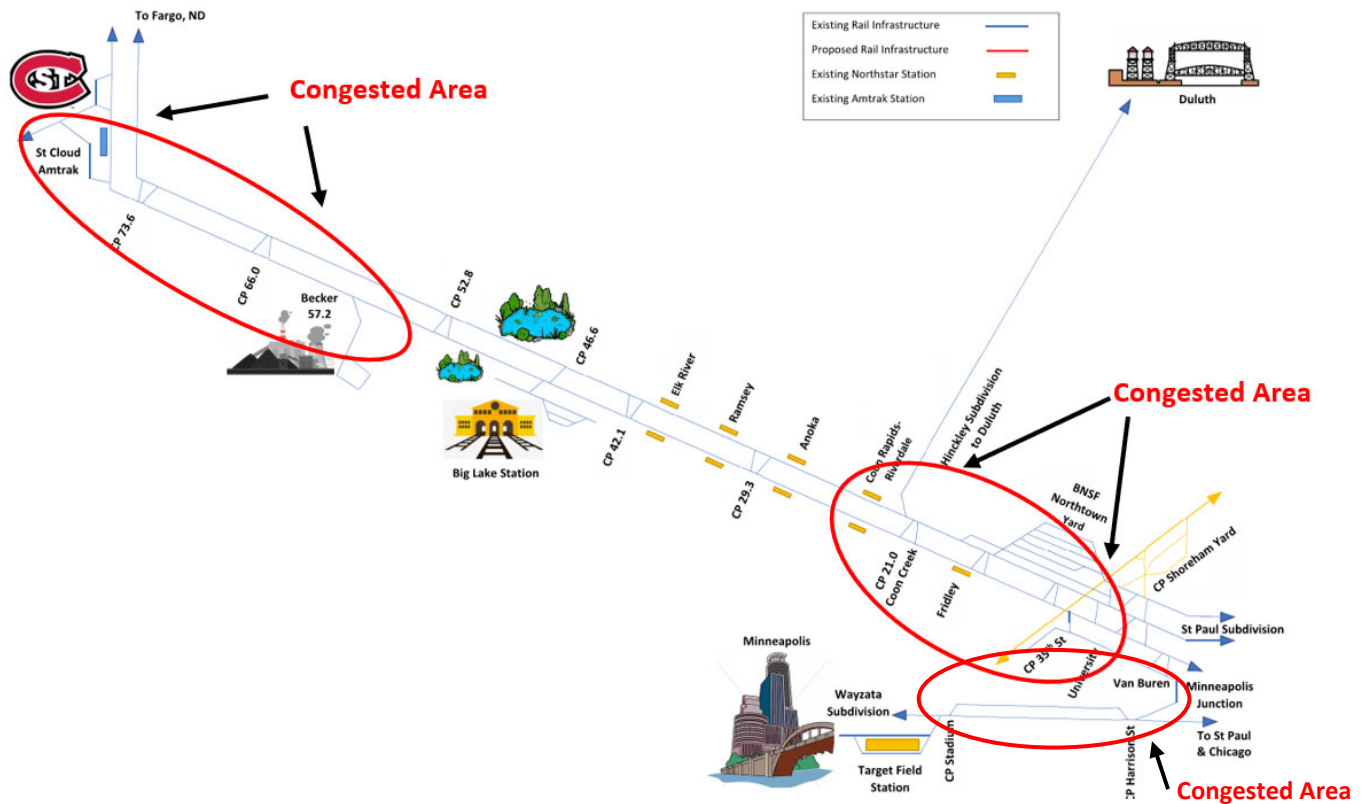 To Fargo, ND
Existing Rail Infrastructure
Proposed Rail Infrastructure
Existing Northstar Station
Existing Amtrak Station
Duluth
ST
C
Congested Area
St Cloud
Amtrak
CP 73.6
CP 66.0
Becker
57.2
CP 52.8
CP 46.6
Big Lake Station
CP 42.1
Elk River
Ramsey
CP 29.3
Anoka
Coon Rapids-
Riverdale
Hinckley Subdivision
to Duluth
Congested Area
CP 21.0
Coon Creek
Fridley
BNSF
Northtown
Yard
CP Shoreham Yard
St Paul Subdivision
CP 35th St
University
Van Buren
Minneapolis
Junction
Minneapolis
Wayzata
Subdivision
Target Field
Station
CP Stadium
CP Harrison St
To St Paul
& Chicago
Congested Area